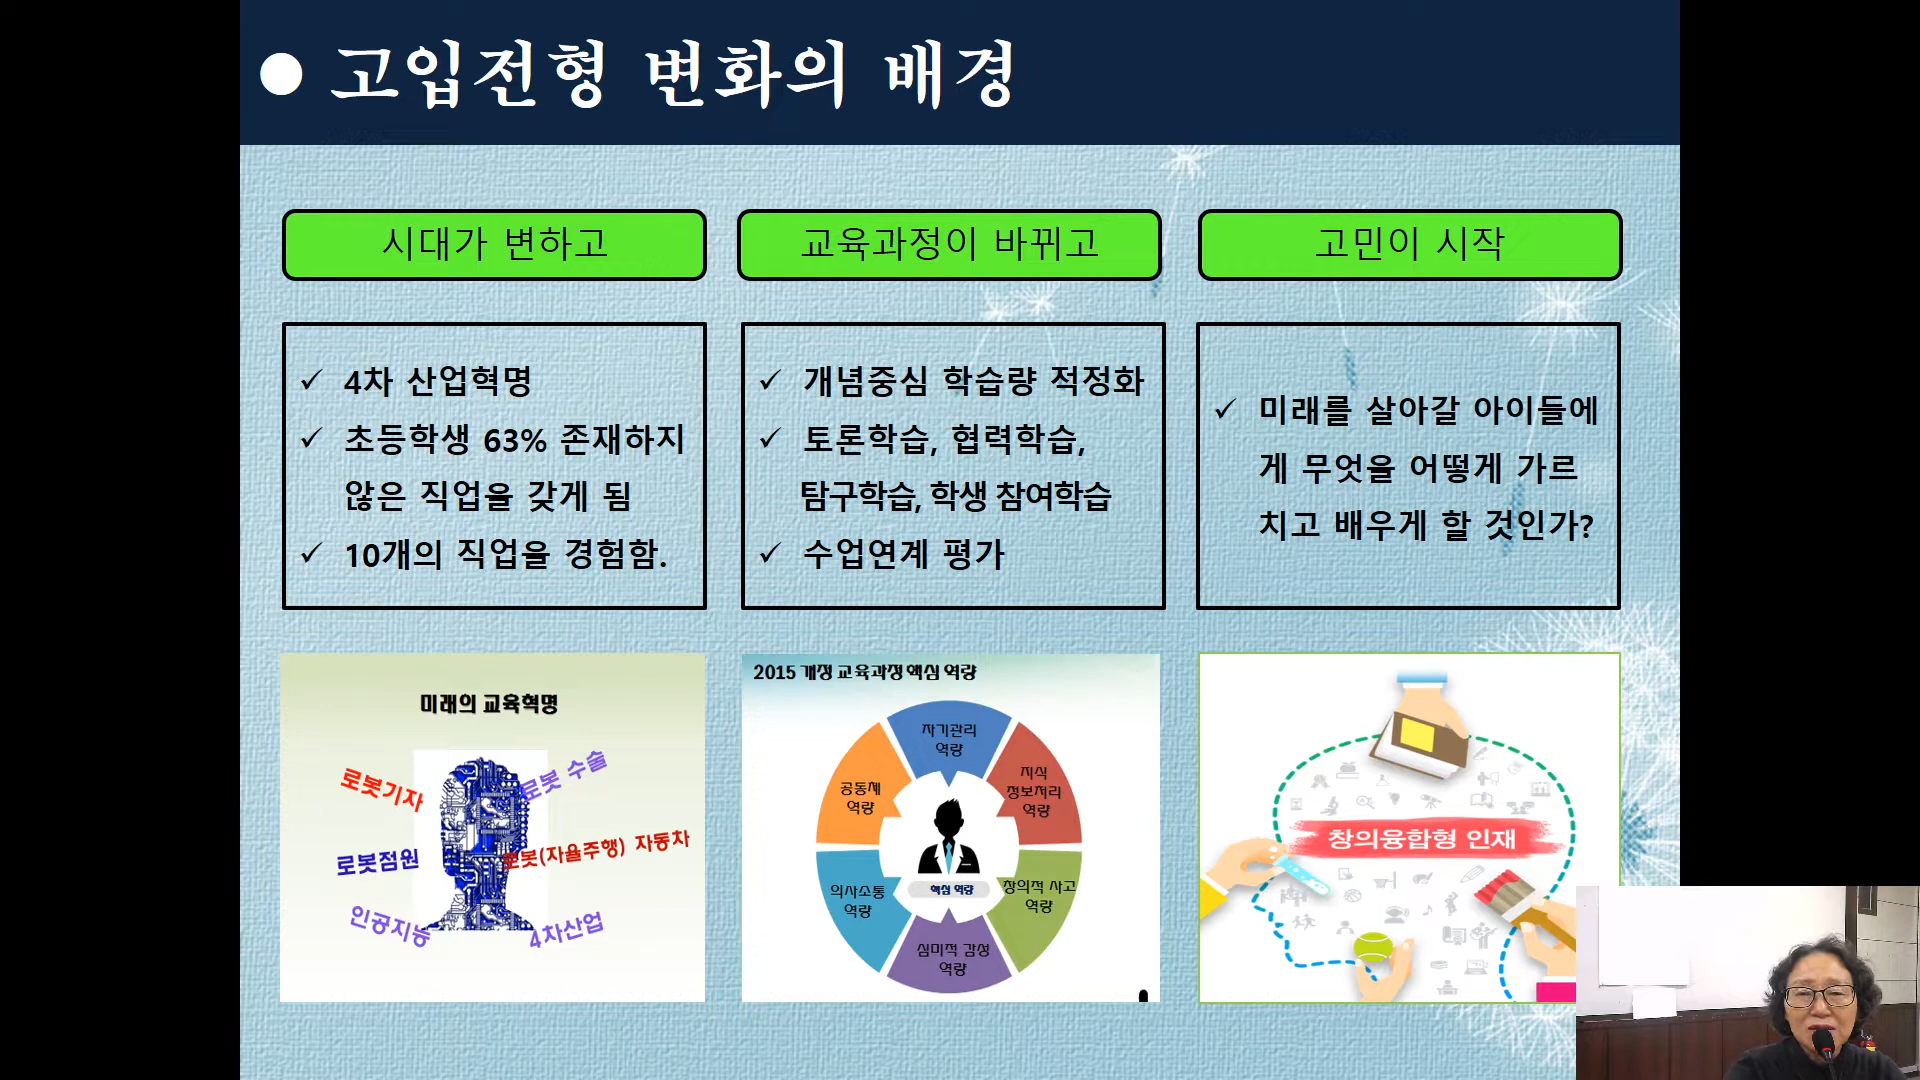 ● 고입전형 변화의 배경
시대가 변하고
✓ 4차 산업혁명
✓ 초등학생 63% 존재하지
않은 직업을 갖게 됨
✓ 10개의 직업을 경험함.
교육과정이 바뀌고
✓ 개념중심 학습량 적정화
✓ 토론학습, 협력학습,
탐구학습, 학생 참여학습
✓ 수업연계 평가
고민이 시작
✓ 미래를 살아갈 아이들에
게 무엇을 어떻게 가르
치고 배우게 할 것인가?
미래의 교육혁명
로봇기자
로봇 수술
로봇점원
로봇(자율주행) 자동차
인공지능
4차산업
2015 개정 교육과정 핵심 역량
자기관리
역량
지식
정보처리
역량
창의적 사고
역량
심미적 감성
역량
의사소통
역량
공동체
역량
핵심 역량
창의융합형 인재